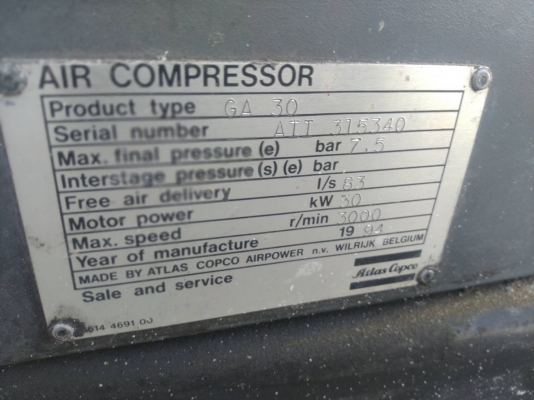 AIR COMPRESSOR
Product type GA 30
Serial number ATT 315340
Max. final pressure (e) bar 7.5
Interstage pressure (s) (e) bar
Free air delivery l/s 83
Motor power kW 30
Max. speed r/min 3000
Year of manufacture 19 94
MADE BY ATLAS COPCO AIRPOWER n.v. WILRIJK BELGIUM
Sale and service Atlas Copco